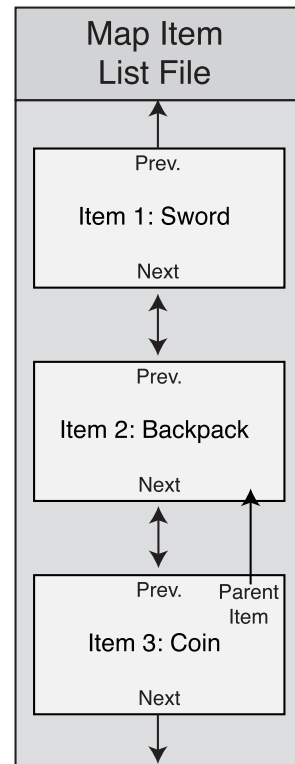 Map Item
List File
Prev.
Item 1: Sword
Next
Prev.
Item 2: Backpack
Next
Prev.
Parent
Item
Item 3: Coin
Next